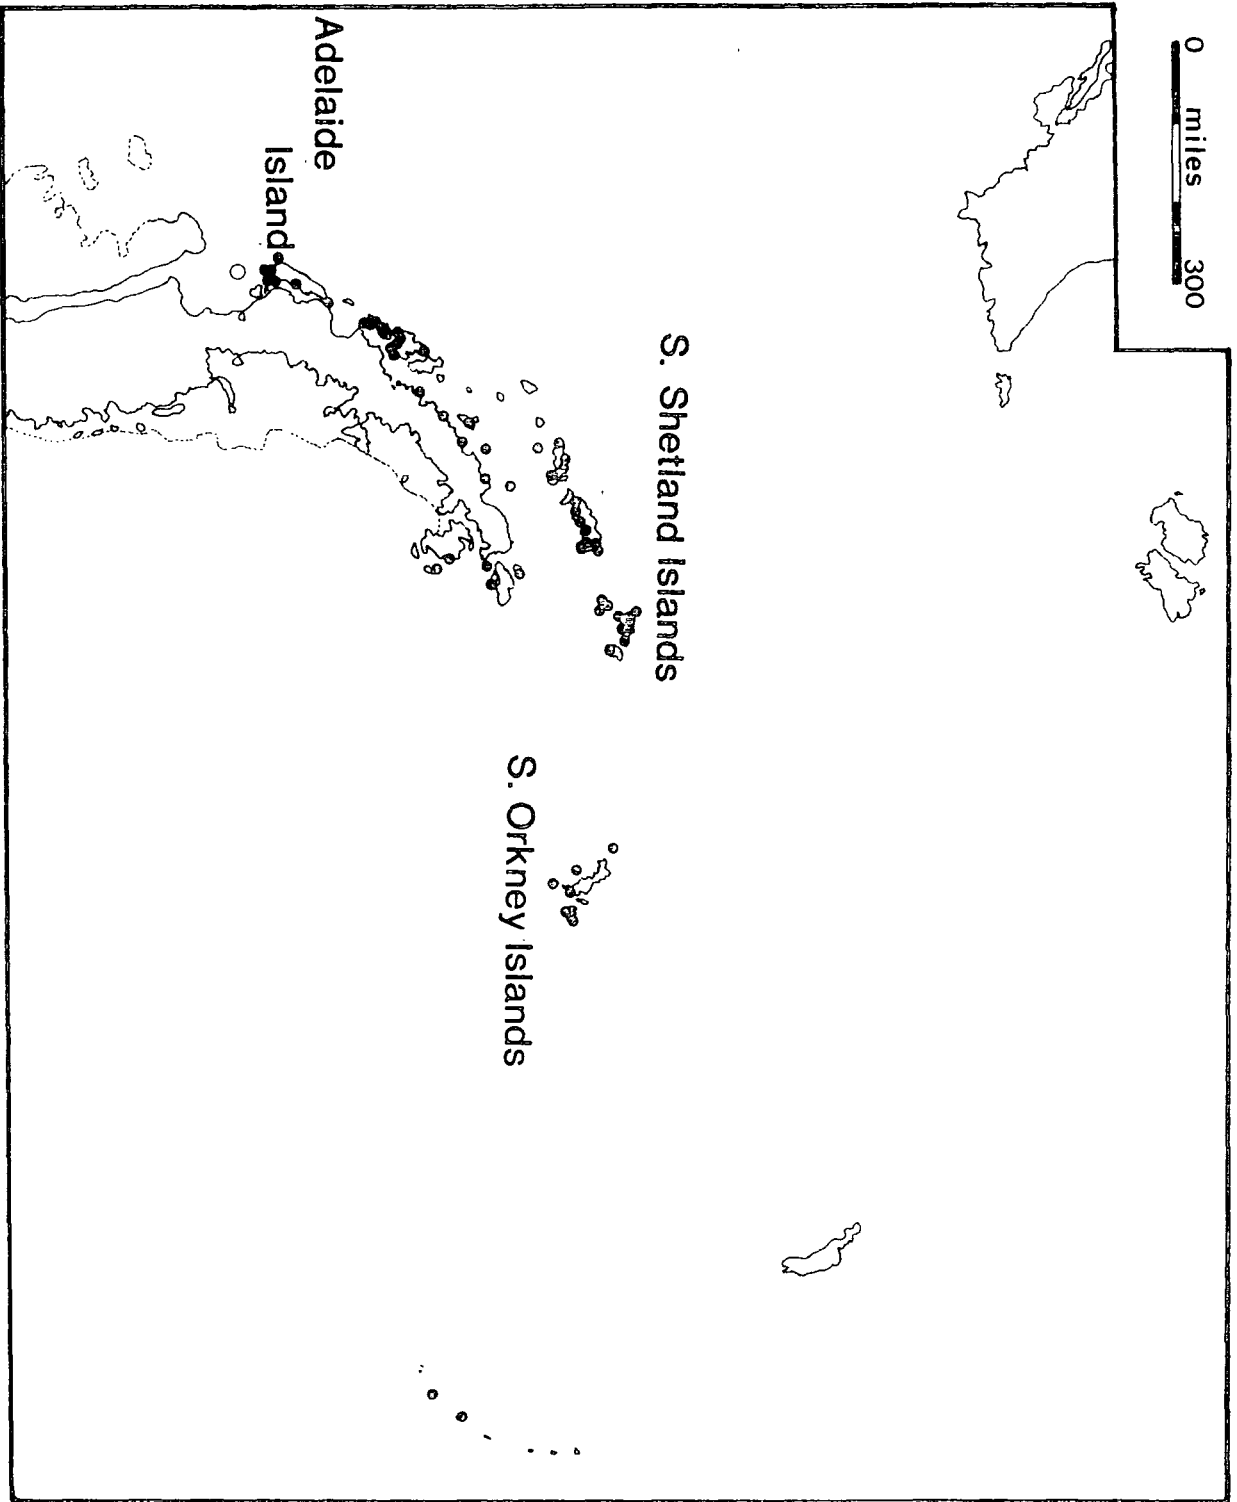 0 miles 300
S. Shetland Islands
S. Orkney Islands
Adelaide
Island